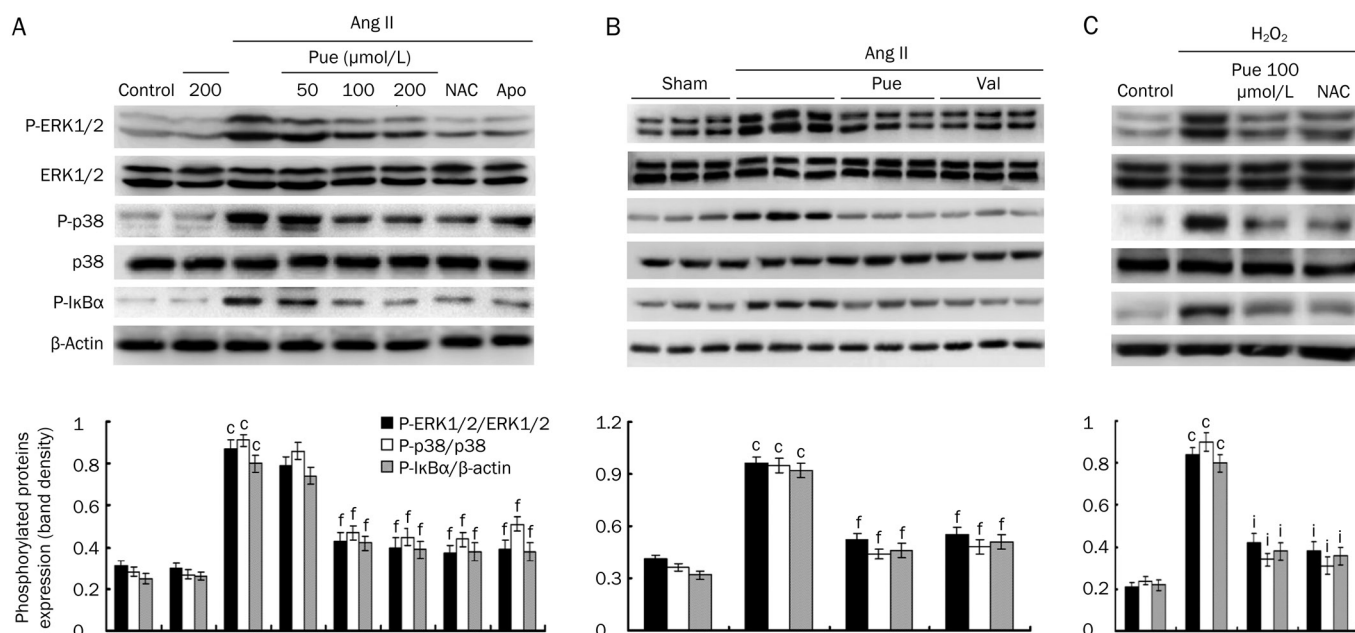 A
Ang II
Pue (μmol/L)
Control 200 50 100 200 NAC Apo
P-ERK1/2
ERK1/2
P-p38
p38
P-IκBα
β-Actin
B
Ang II
Sham Pue Val
C
H₂O₂
Control Pue 100 μmol/L NAC
Phosphorylated proteins
expression (band density)
1
0.8
0.6
0.4
0.2
0
c c c
f f f f f f f f f f f f
P-ERK1/2/ERK1/2
P-p38/p38
P-IκBα/β-actin
1.2
0.9
0.6
0.3
0
c c c
f f f f f f
1
0.8
0.6
0.4
0.2
0
c c c
i i i i i i